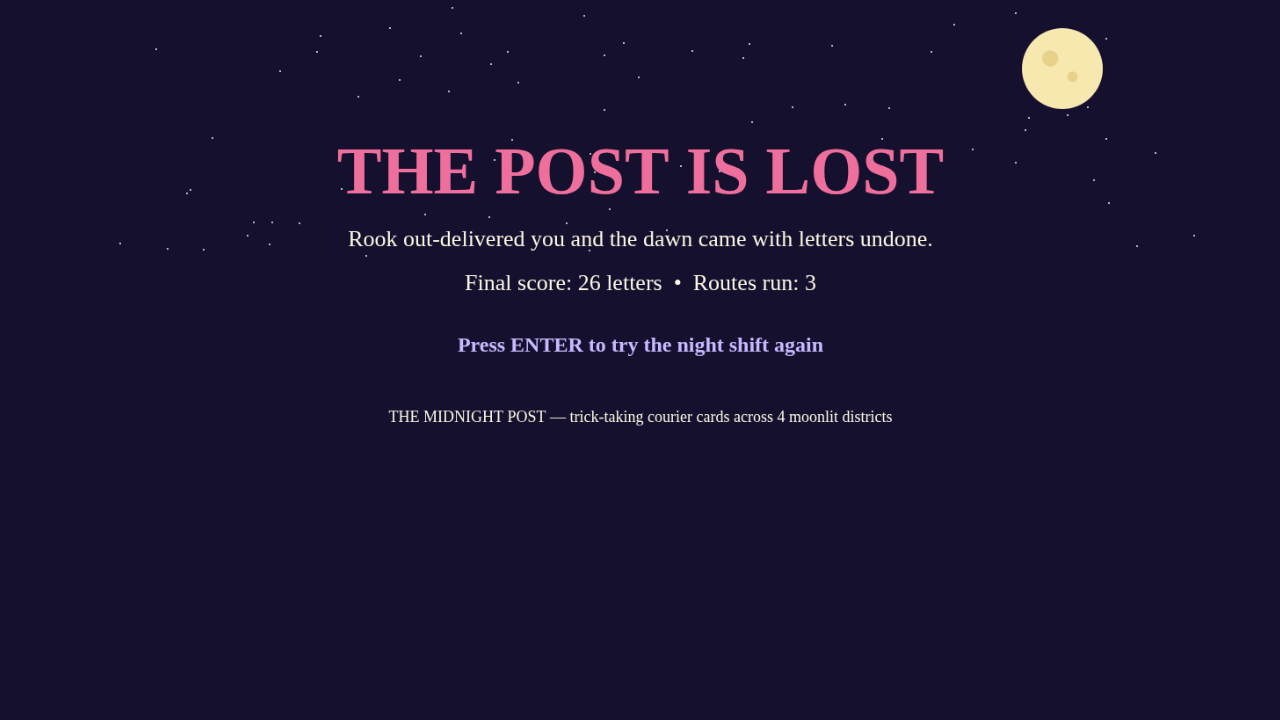 THE POST IS LOST
Rook out-delivered you and the dawn came with letters undone.
Final score: 26 letters • Routes run: 3
Press ENTER to try the night shift again
THE MIDNIGHT POST — trick-taking courier cards across 4 moonlit districts